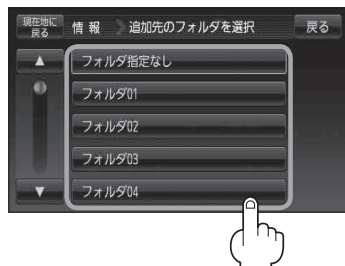 現在地に
戻る
情報
追加先のフォルダを選択
戻る
▲
フォルダ指定なし
フォルダ01
フォルダ02
フォルダ03
▼
フォルダ04